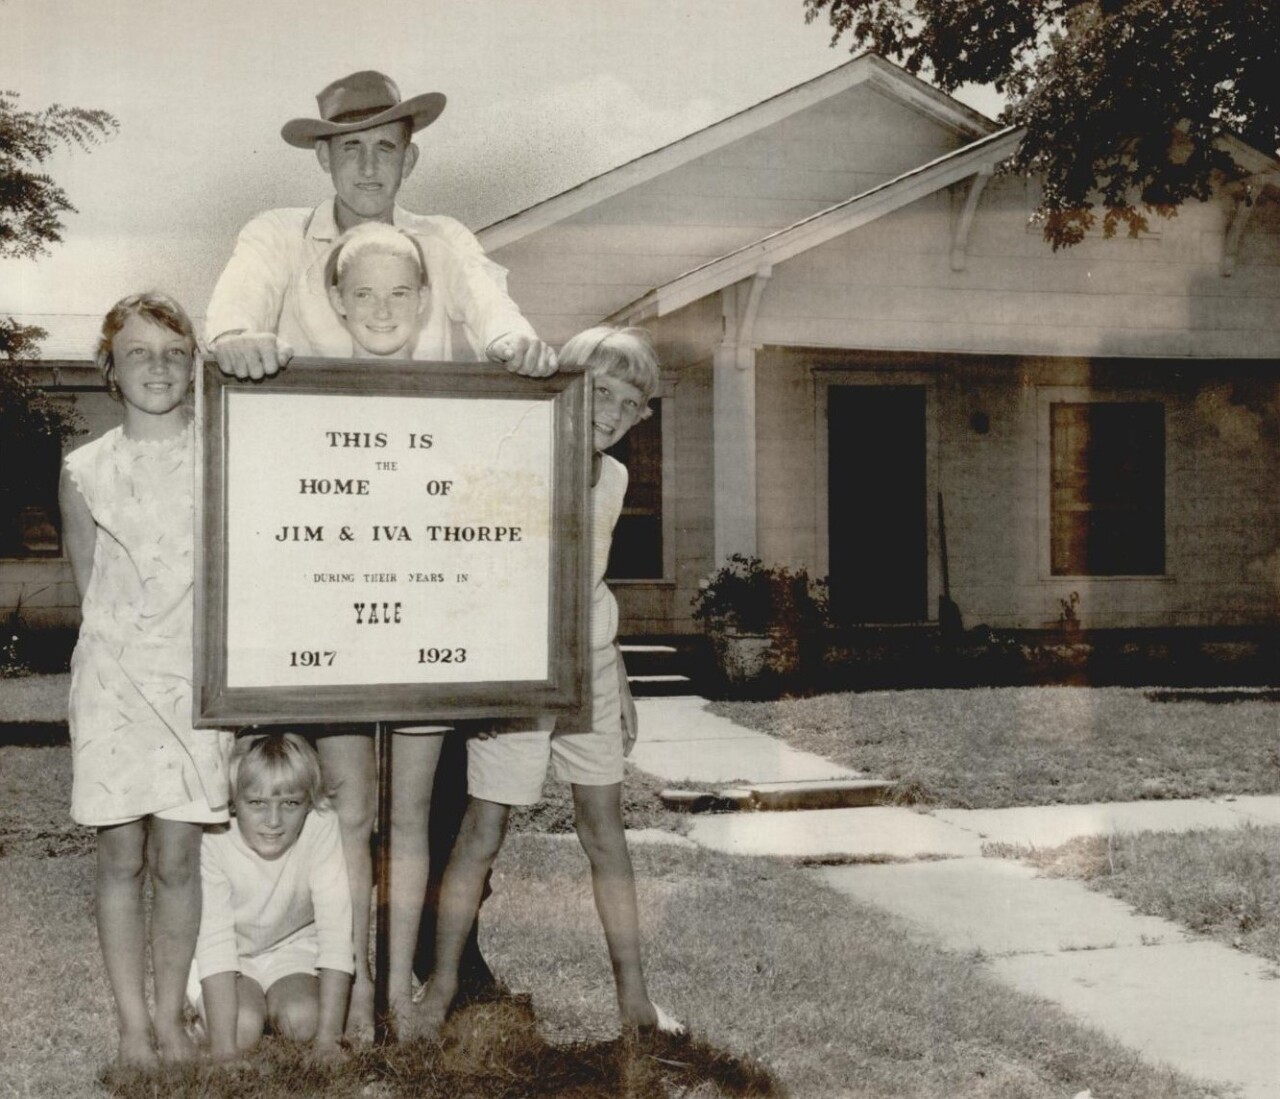 THIS IS
THE
HOME OF
JIM & IVA THORPE
DURING THEIR YEARS IN
YALE
1917 1923